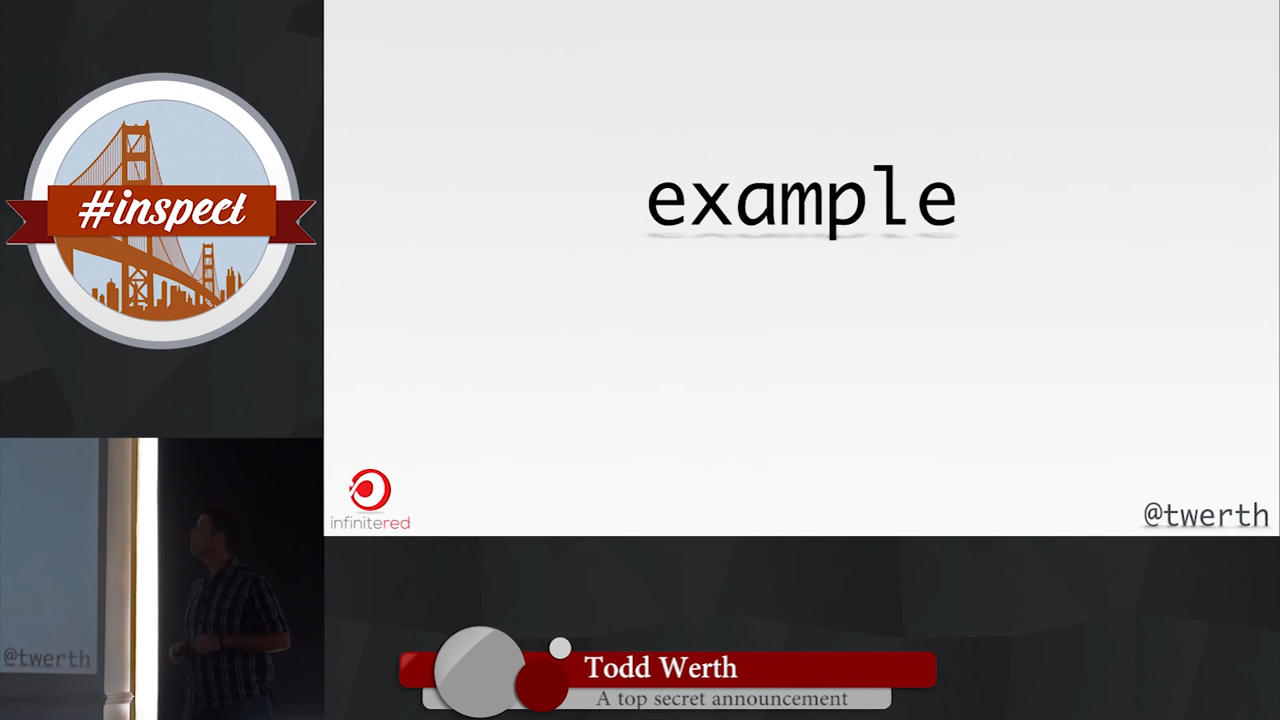 #inspect
example
infinitered
@twerth
@twerth
Todd Werth
A top secret announcement